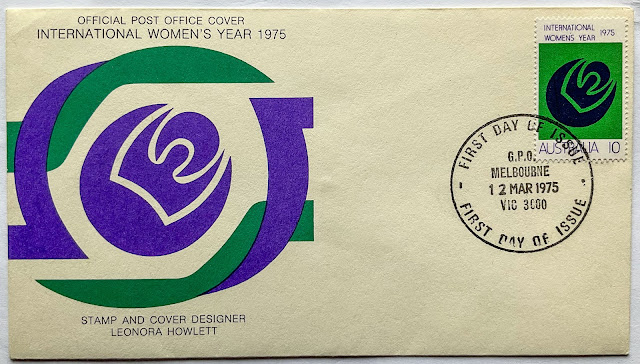 OFFICIAL POST OFFICE COVER
INTERNATIONAL WOMEN'S YEAR 1975
STAMP AND COVER DESIGNER
LEONORA HOWLETT
INTERNATIONAL
WOMENS YEAR 1975
AUSTRALIA 10
FIRST DAY OF ISSUE
G.P.O.
MELBOURNE
12 MAR 1975
VIC 3000
FIRST DAY OF ISSUE